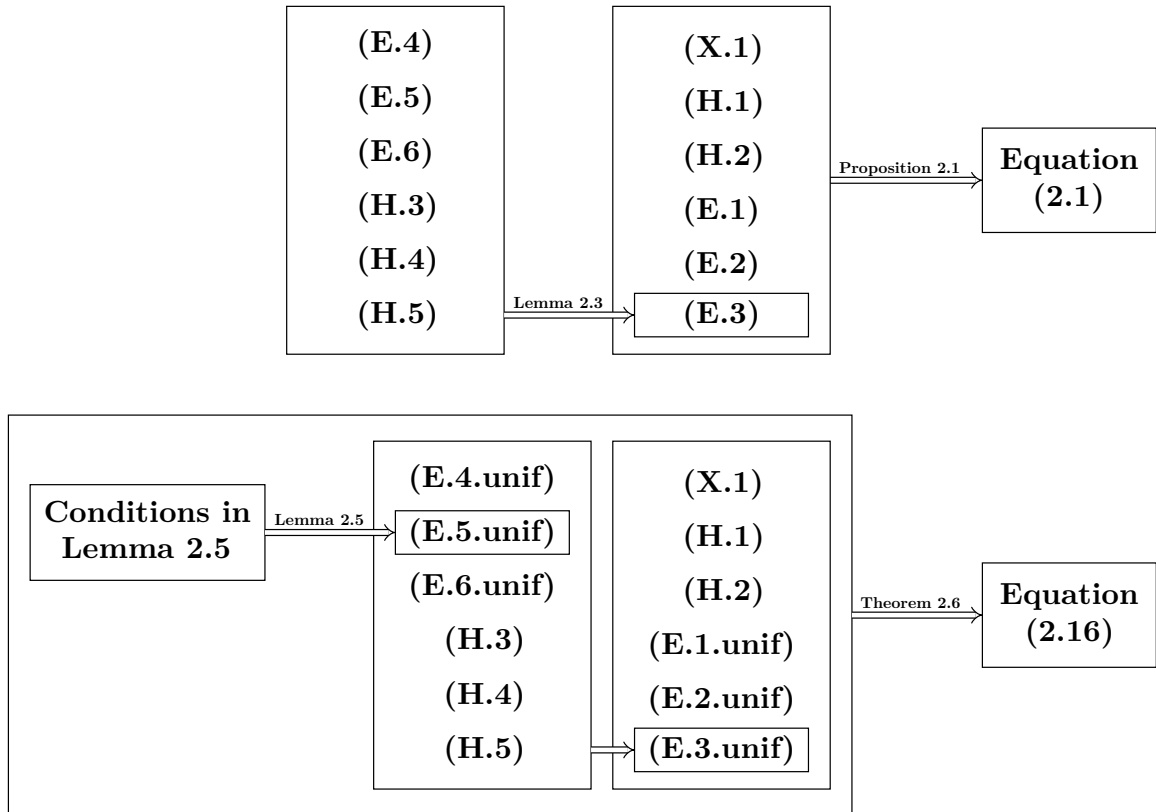 (E.4)
(E.5)
(E.6)
(H.3)
(H.4)
(H.5)
Lemma 2.3
(X.1)
(H.1)
(H.2)
(E.1)
(E.2)
(E.3)
Proposition 2.1
Equation
(2.1)
Conditions in
Lemma 2.5
Lemma 2.5
(E.4.unif)
(E.5.unif)
(E.6.unif)
(H.3)
(H.4)
(H.5)
(X.1)
(H.1)
(H.2)
(E.1.unif)
(E.2.unif)
(E.3.unif)
Theorem 2.6
Equation
(2.16)